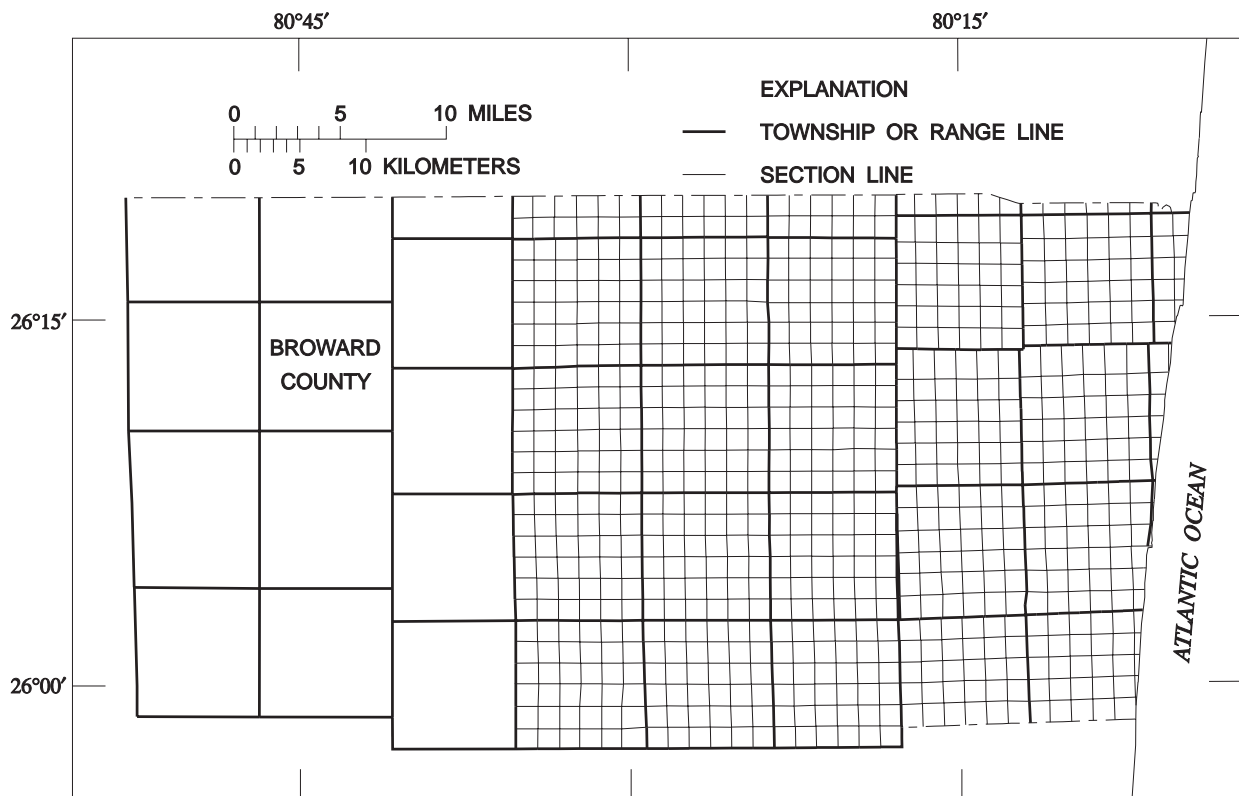 80°45′ 80°15′
EXPLANATION
0 5 10 MILES
TOWNSHIP OR RANGE LINE
0 5 10 KILOMETERS
SECTION LINE
26°15′
BROWARD
COUNTY
ATLANTIC OCEAN
26°00′